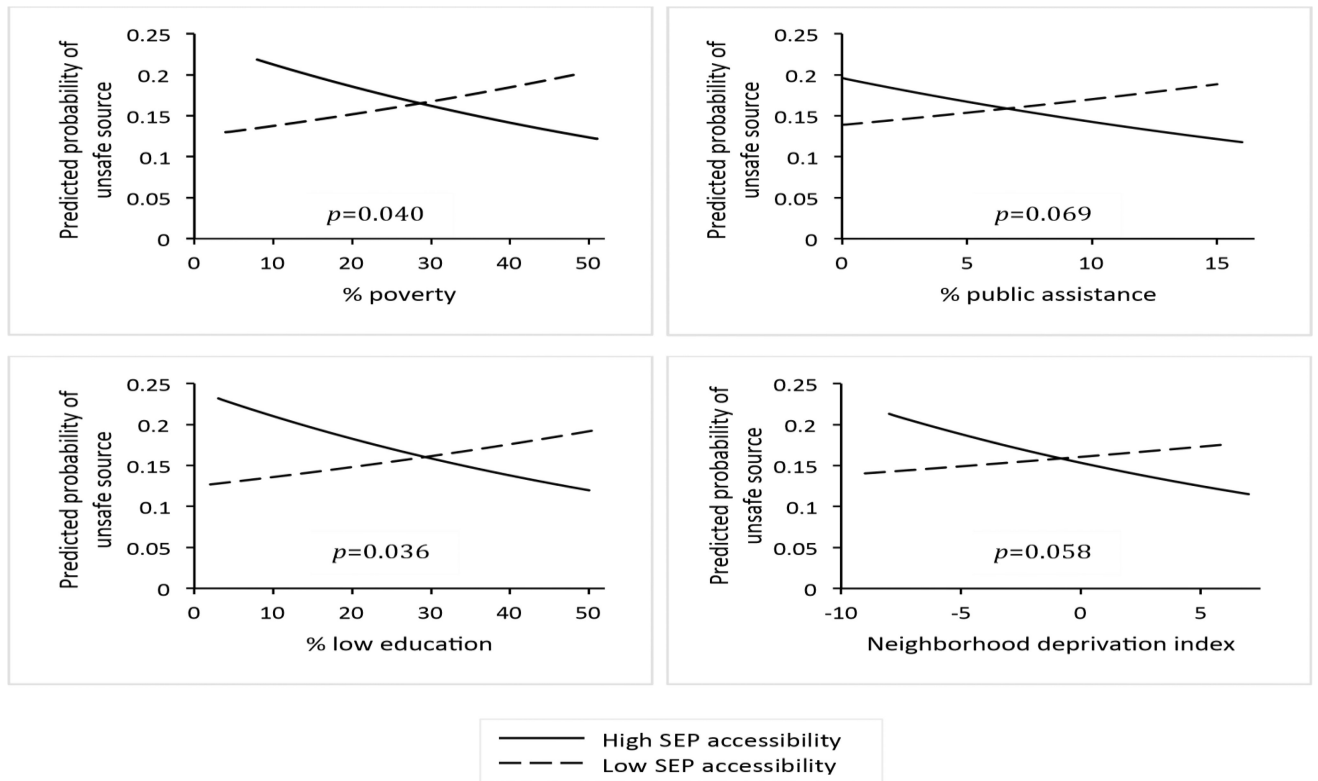 Predicted probability of
unsafe source
0.25
0.2
0.15
0.1
0.05
0
p=0.040
0 10 20 30 40 50
% poverty
Predicted probability of
unsafe source
0.25
0.2
0.15
0.1
0.05
0
p=0.069
0 5 10 15
% public assistance
Predicted probability of
unsafe source
0.25
0.2
0.15
0.1
0.05
0
p=0.036
0 10 20 30 40 50
% low education
Predicted probability of
unsafe source
0.25
0.2
0.15
0.1
0.05
0
p=0.058
-10 -5 0 5
Neighborhood deprivation index
High SEP accessibility
Low SEP accessibility